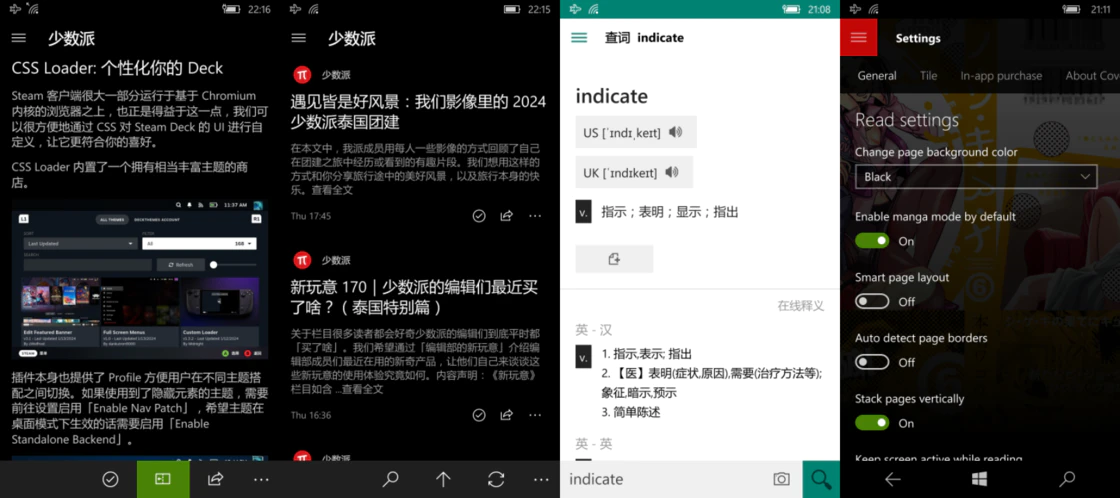 22:16
少数派
CSS Loader: 个性化你的 Deck
Steam 客户端很大一部分运行于基于 Chromium
内核的浏览器之上，也正是得益于这一点，我们可
以很方便地通过 CSS 对 Steam Deck 的 UI 进行自
定义，让它更符合你的喜好。
CSS Loader 内置了一个拥有相当丰富主题的商
店。
11:37 AM
L1
ALL THEMES
DECKTHEMES ACCOUNT
R1
Last Updated
All
168
Refresh
Edit Featured Banner
Full Screen Menus
Custom Loader
STEAM
插件本身也提供了 Profile 方便用户在不同主题搭
配之间切换。如果使用到了隐藏元素的主题，需要
前往设置启用「Enable Nav Patch」，希望主题在
桌面模式下生效的话需要启用「Enable
Standalone Backend」。
22:15
少数派
少数派
遇见皆是好风景：我们影像里的 2024
少数派泰国团建
在本文中，我派成员用每人一些影像的方式回顾了自己
在团建之旅中经历或看到的有趣片段。我们想用这样的
方式和你分享旅行途中的美好风景，以及旅行本身的快
乐。查看全文
Thu 17:45
少数派
新玩意 170｜少数派的编辑们最近买
了啥？（泰国特别篇）
关于栏目很多读者都会好奇少数派的编辑们到底平时都
「买了啥」。我们希望通过「编辑部的新玩意」介绍编
辑部成员们最近在用的新奇产品，让他们自己来谈谈这
些新玩意的使用体验究竟如何。内容声明：《新玩意》
栏目如含 ...查看全文
Thu 16:36
21:08
查词 indicate
indicate
US [ˈɪndɪˌkeɪt]
UK [ˈɪndɪkeɪt]
v. 指示；表明；显示；指出
在线释义
英 - 汉
v. 1. 指示,表示; 指出
2. 【医】表明(症状,原因),需要(治疗方法等);
象征,暗示,预示
3. 简单陈述
英 - 英
indicate
21:11
Settings
General Tile In-app purchase About Cov
Read settings
Change page background color
Black
Enable manga mode by default
On
Smart page layout
Off
Auto detect page borders
Off
Stack pages vertically
On
Keep screen active while reading